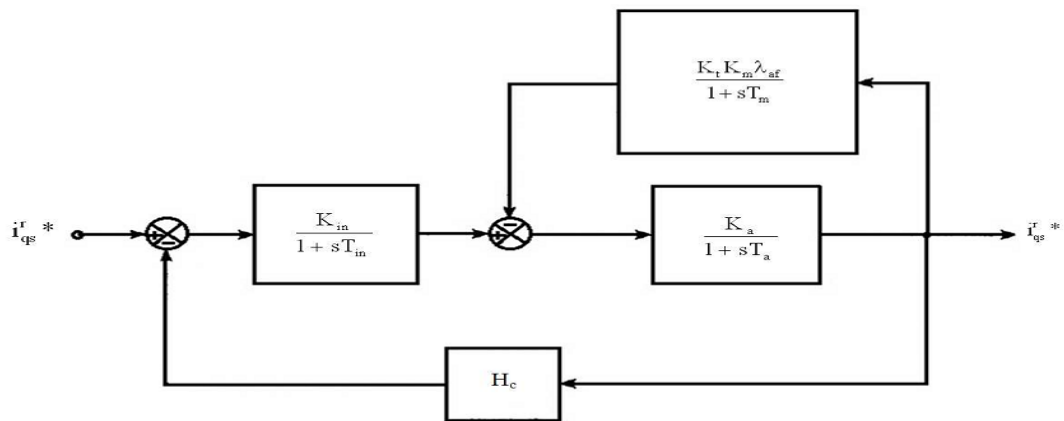 K_t K_m λ_af
1 + sT_m
i^r_qs *
+
−
K_in
1 + sT_in
+
−
K_a
1 + sT_a
i^r_qs *
H_c